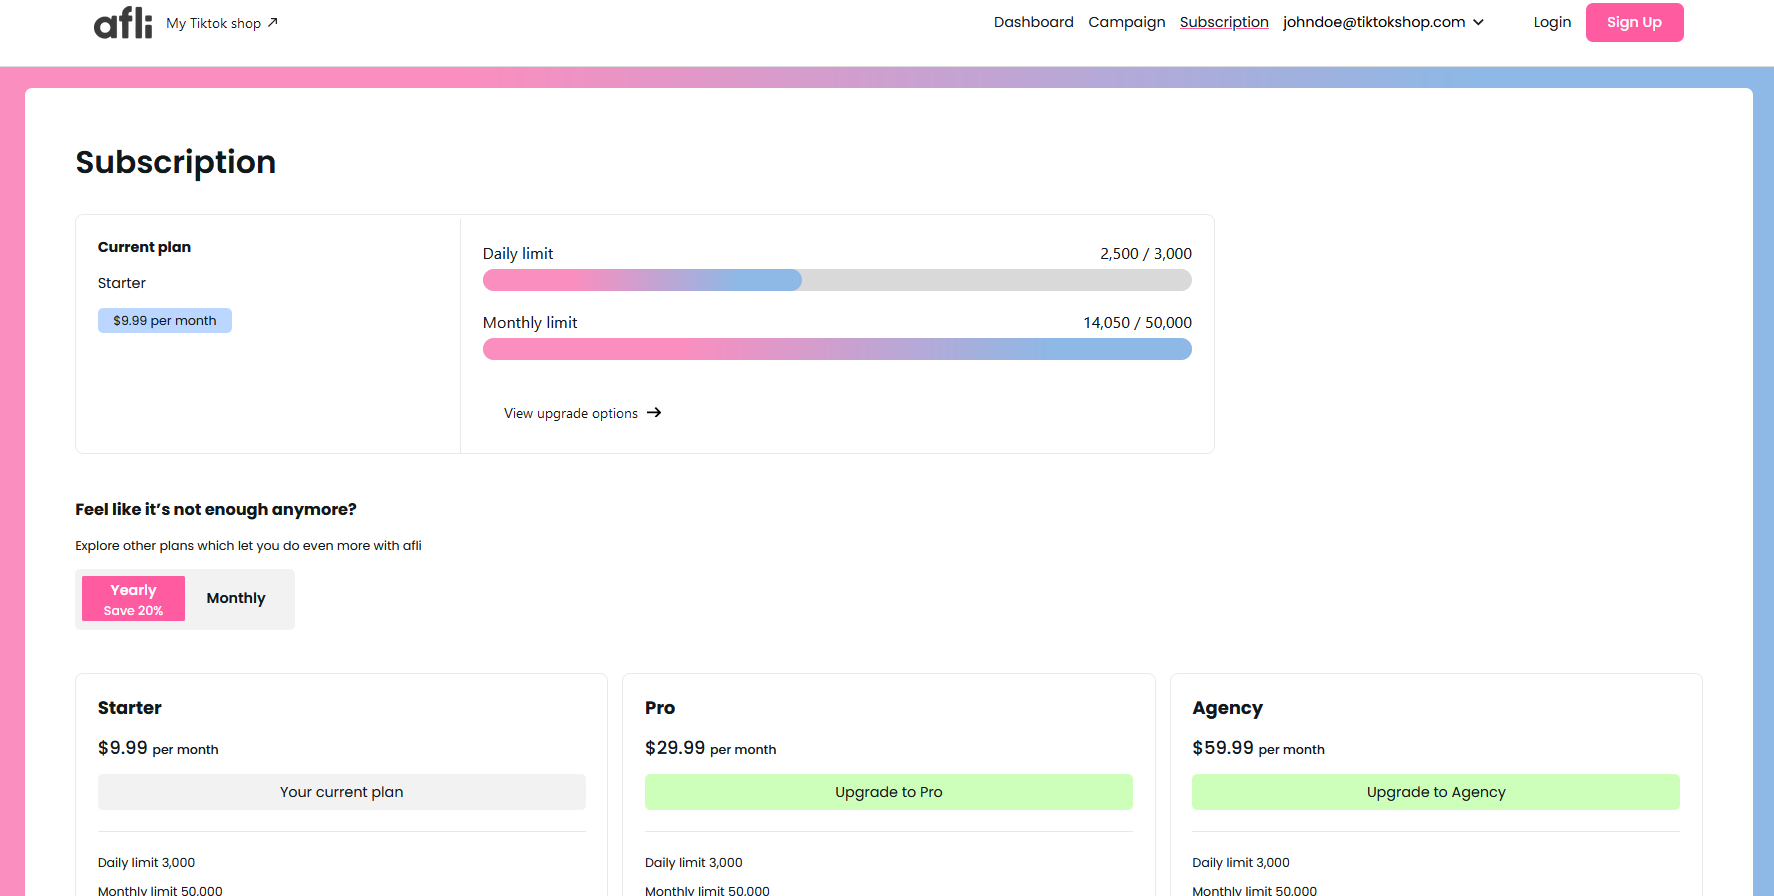 afli My Tiktok shop Dashboard Campaign Subscription johndoe@tiktokshop.com Login Sign Up
Subscription
Current plan
Starter
$9.99 per month
Daily limit 2,500 / 3,000
Monthly limit 14,050 / 50,000
View upgrade options
Feel like it’s not enough anymore?
Explore other plans which let you do even more with afli
Yearly
Save 20%
Monthly
Starter
$9.99 per month
Your current plan
Daily limit 3,000
Monthly limit 50,000
Pro
$29.99 per month
Upgrade to Pro
Daily limit 3,000
Monthly limit 50,000
Agency
$59.99 per month
Upgrade to Agency
Daily limit 3,000
Monthly limit 50,000